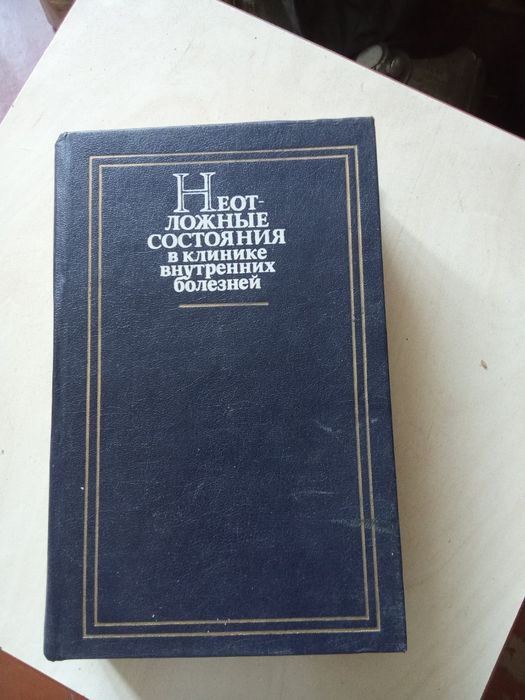 Неот-
ложные
состояния
в клинике
внутренних
болезней